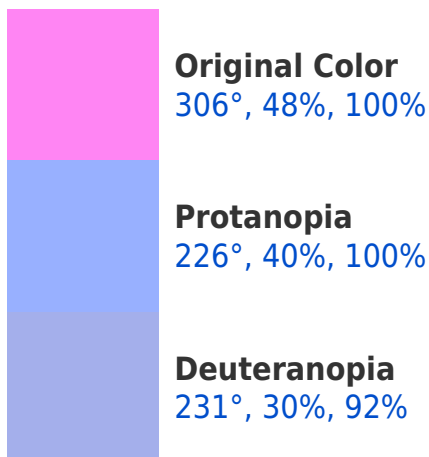 Original Color
306°, 48%, 100%
Protanopia
226°, 40%, 100%
Deuteranopia
231°, 30%, 92%